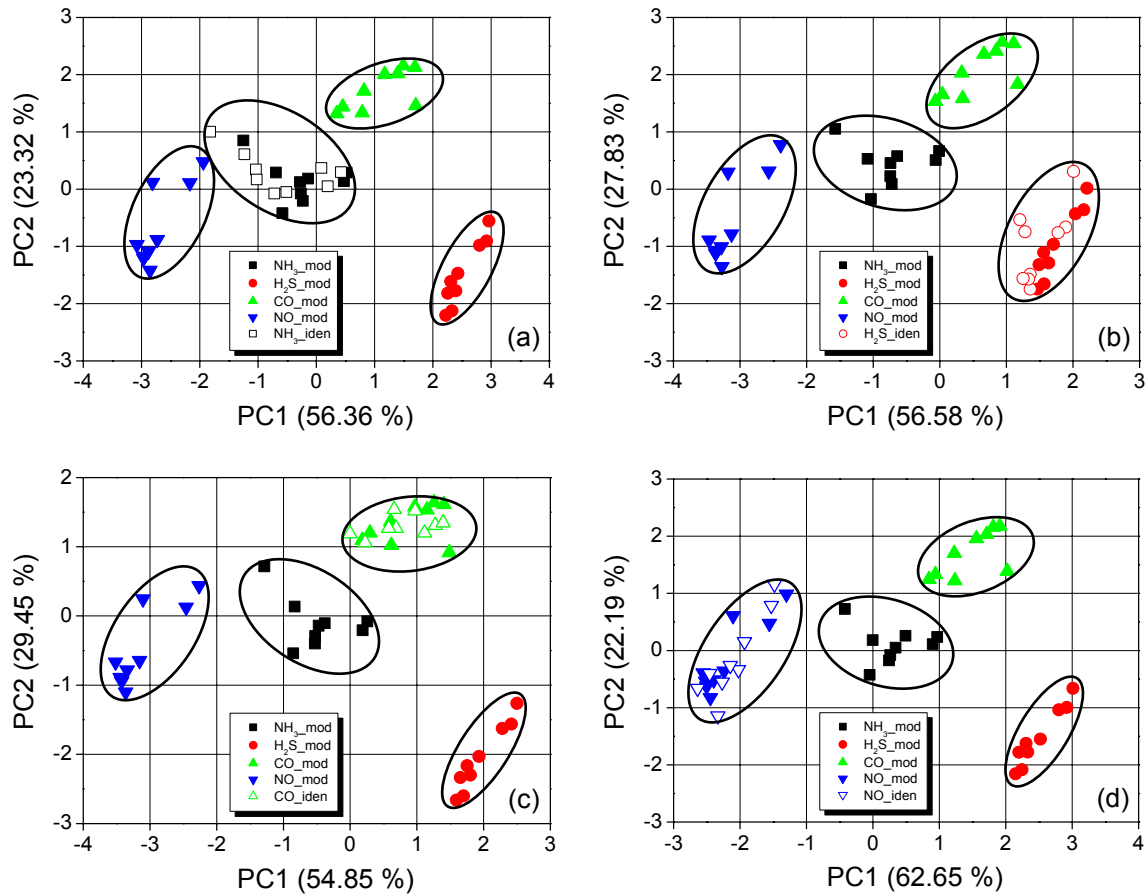 3
2
1
0
-1
-2
-3
PC2 (23.32 %)
NH₃_mod
H₂S_mod
CO_mod
NO_mod
NH₃_iden
(a)
-4 -3 -2 -1 0 1 2 3 4
PC1 (56.36 %)
3
2
1
0
-1
-2
-3
PC2 (27.83 %)
NH₃_mod
H₂S_mod
CO_mod
NO_mod
H₂S_iden
(b)
-4 -3 -2 -1 0 1 2 3
PC1 (56.58 %)
2
1
0
-1
-2
-3
PC2 (29.45 %)
NH₃_mod
H₂S_mod
CO_mod
NO_mod
CO_iden
(c)
-4 -3 -2 -1 0 1 2 3
PC1 (54.85 %)
3
2
1
0
-1
-2
-3
PC2 (22.19 %)
NH₃_mod
H₂S_mod
CO_mod
NO_mod
NO_iden
(d)
-3 -2 -1 0 1 2 3 4
PC1 (62.65 %)